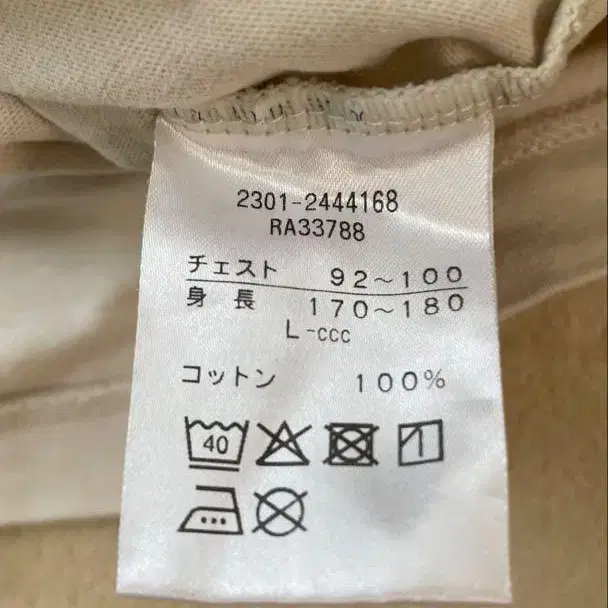 2301-2444168
RA33788
チェスト 92～100
身長 170～180
L-ccc
コットン 100%
40